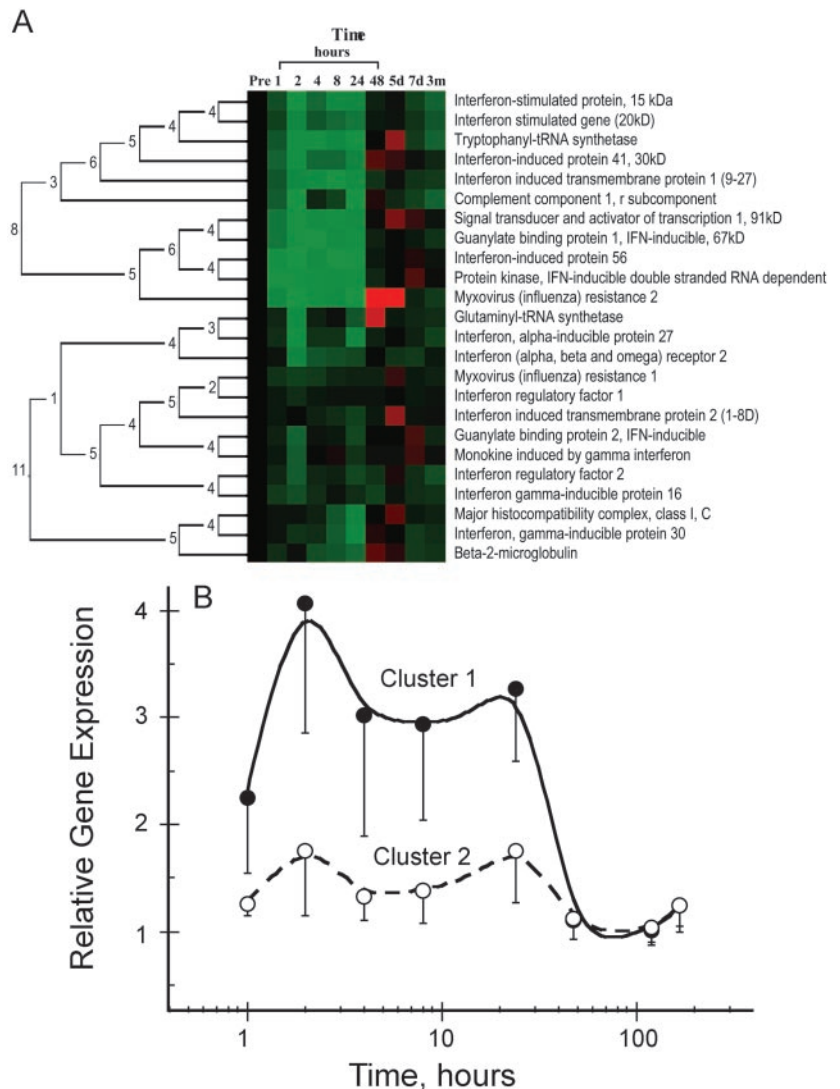 A
Time
hours
Pre 1 2 4 8 24 48 5d 7d 3m
4 Interferon-stimulated protein, 15 kDa
4 Interferon stimulated gene (20kD)
5 Tryptophanyl-tRNA synthetase
6 Interferon-induced protein 41, 30kD
3 Interferon induced transmembrane protein 1 (9-27)
Complement component 1, r subcomponent
8 4 Signal transducer and activator of transcription 1, 91kD
6 Guanylate binding protein 1, IFN-inducible, 67kD
Interferon-induced protein 56
5 4 Protein kinase, IFN-inducible double stranded RNA dependent
Myxovirus (influenza) resistance 2
3 Glutaminyl-tRNA synthetase
4 Interferon, alpha-inducible protein 27
Interferon (alpha, beta and omega) receptor 2
1 2 Myxovirus (influenza) resistance 1
5 Interferon regulatory factor 1
4 Interferon induced transmembrane protein 2 (1-8D)
5 4 Guanylate binding protein 2, IFN-inducible
Monokine induced by gamma interferon
11 4 Interferon regulatory factor 2
Interferon gamma-inducible protein 16
4 Major histocompatibility complex, class I, C
5 Interferon, gamma-inducible protein 30
Beta-2-microglobulin
B
Relative Gene Expression
4
3
2
1
Cluster 1
Cluster 2
1 10 100
Time, hours